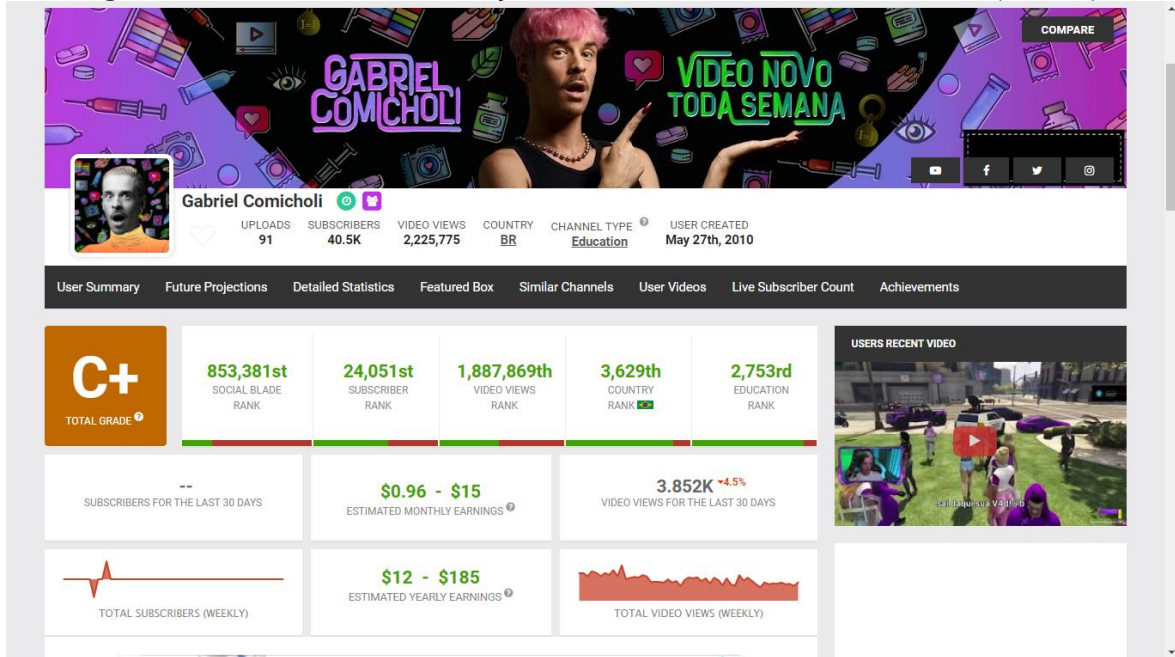 COMPARE
GABRIEL
COMICHOLI
VIDEO NOVO
TODA SEMANA
Gabriel Comicholi
UPLOADS SUBSCRIBERS VIDEO VIEWS COUNTRY CHANNEL TYPE USER CREATED
91 40.5K 2,225,775 BR Education May 27th, 2010
User Summary Future Projections Detailed Statistics Featured Box Similar Channels User Videos Live Subscriber Count Achievements
C+
TOTAL GRADE
853,381st 24,051st 1,887,869th 3,629th 2,753rd
SOCIAL BLADE SUBSCRIBER VIDEO VIEWS COUNTRY EDUCATION
RANK RANK RANK RANK RANK
USERS RECENT VIDEO
--
SUBSCRIBERS FOR THE LAST 30 DAYS
$0.96 - $15
ESTIMATED MONTHLY EARNINGS
3.852K -4.5%
VIDEO VIEWS FOR THE LAST 30 DAYS
TOTAL SUBSCRIBERS (WEEKLY)
$12 - $185
ESTIMATED YEARLY EARNINGS
TOTAL VIDEO VIEWS (WEEKLY)
sai daqui sua